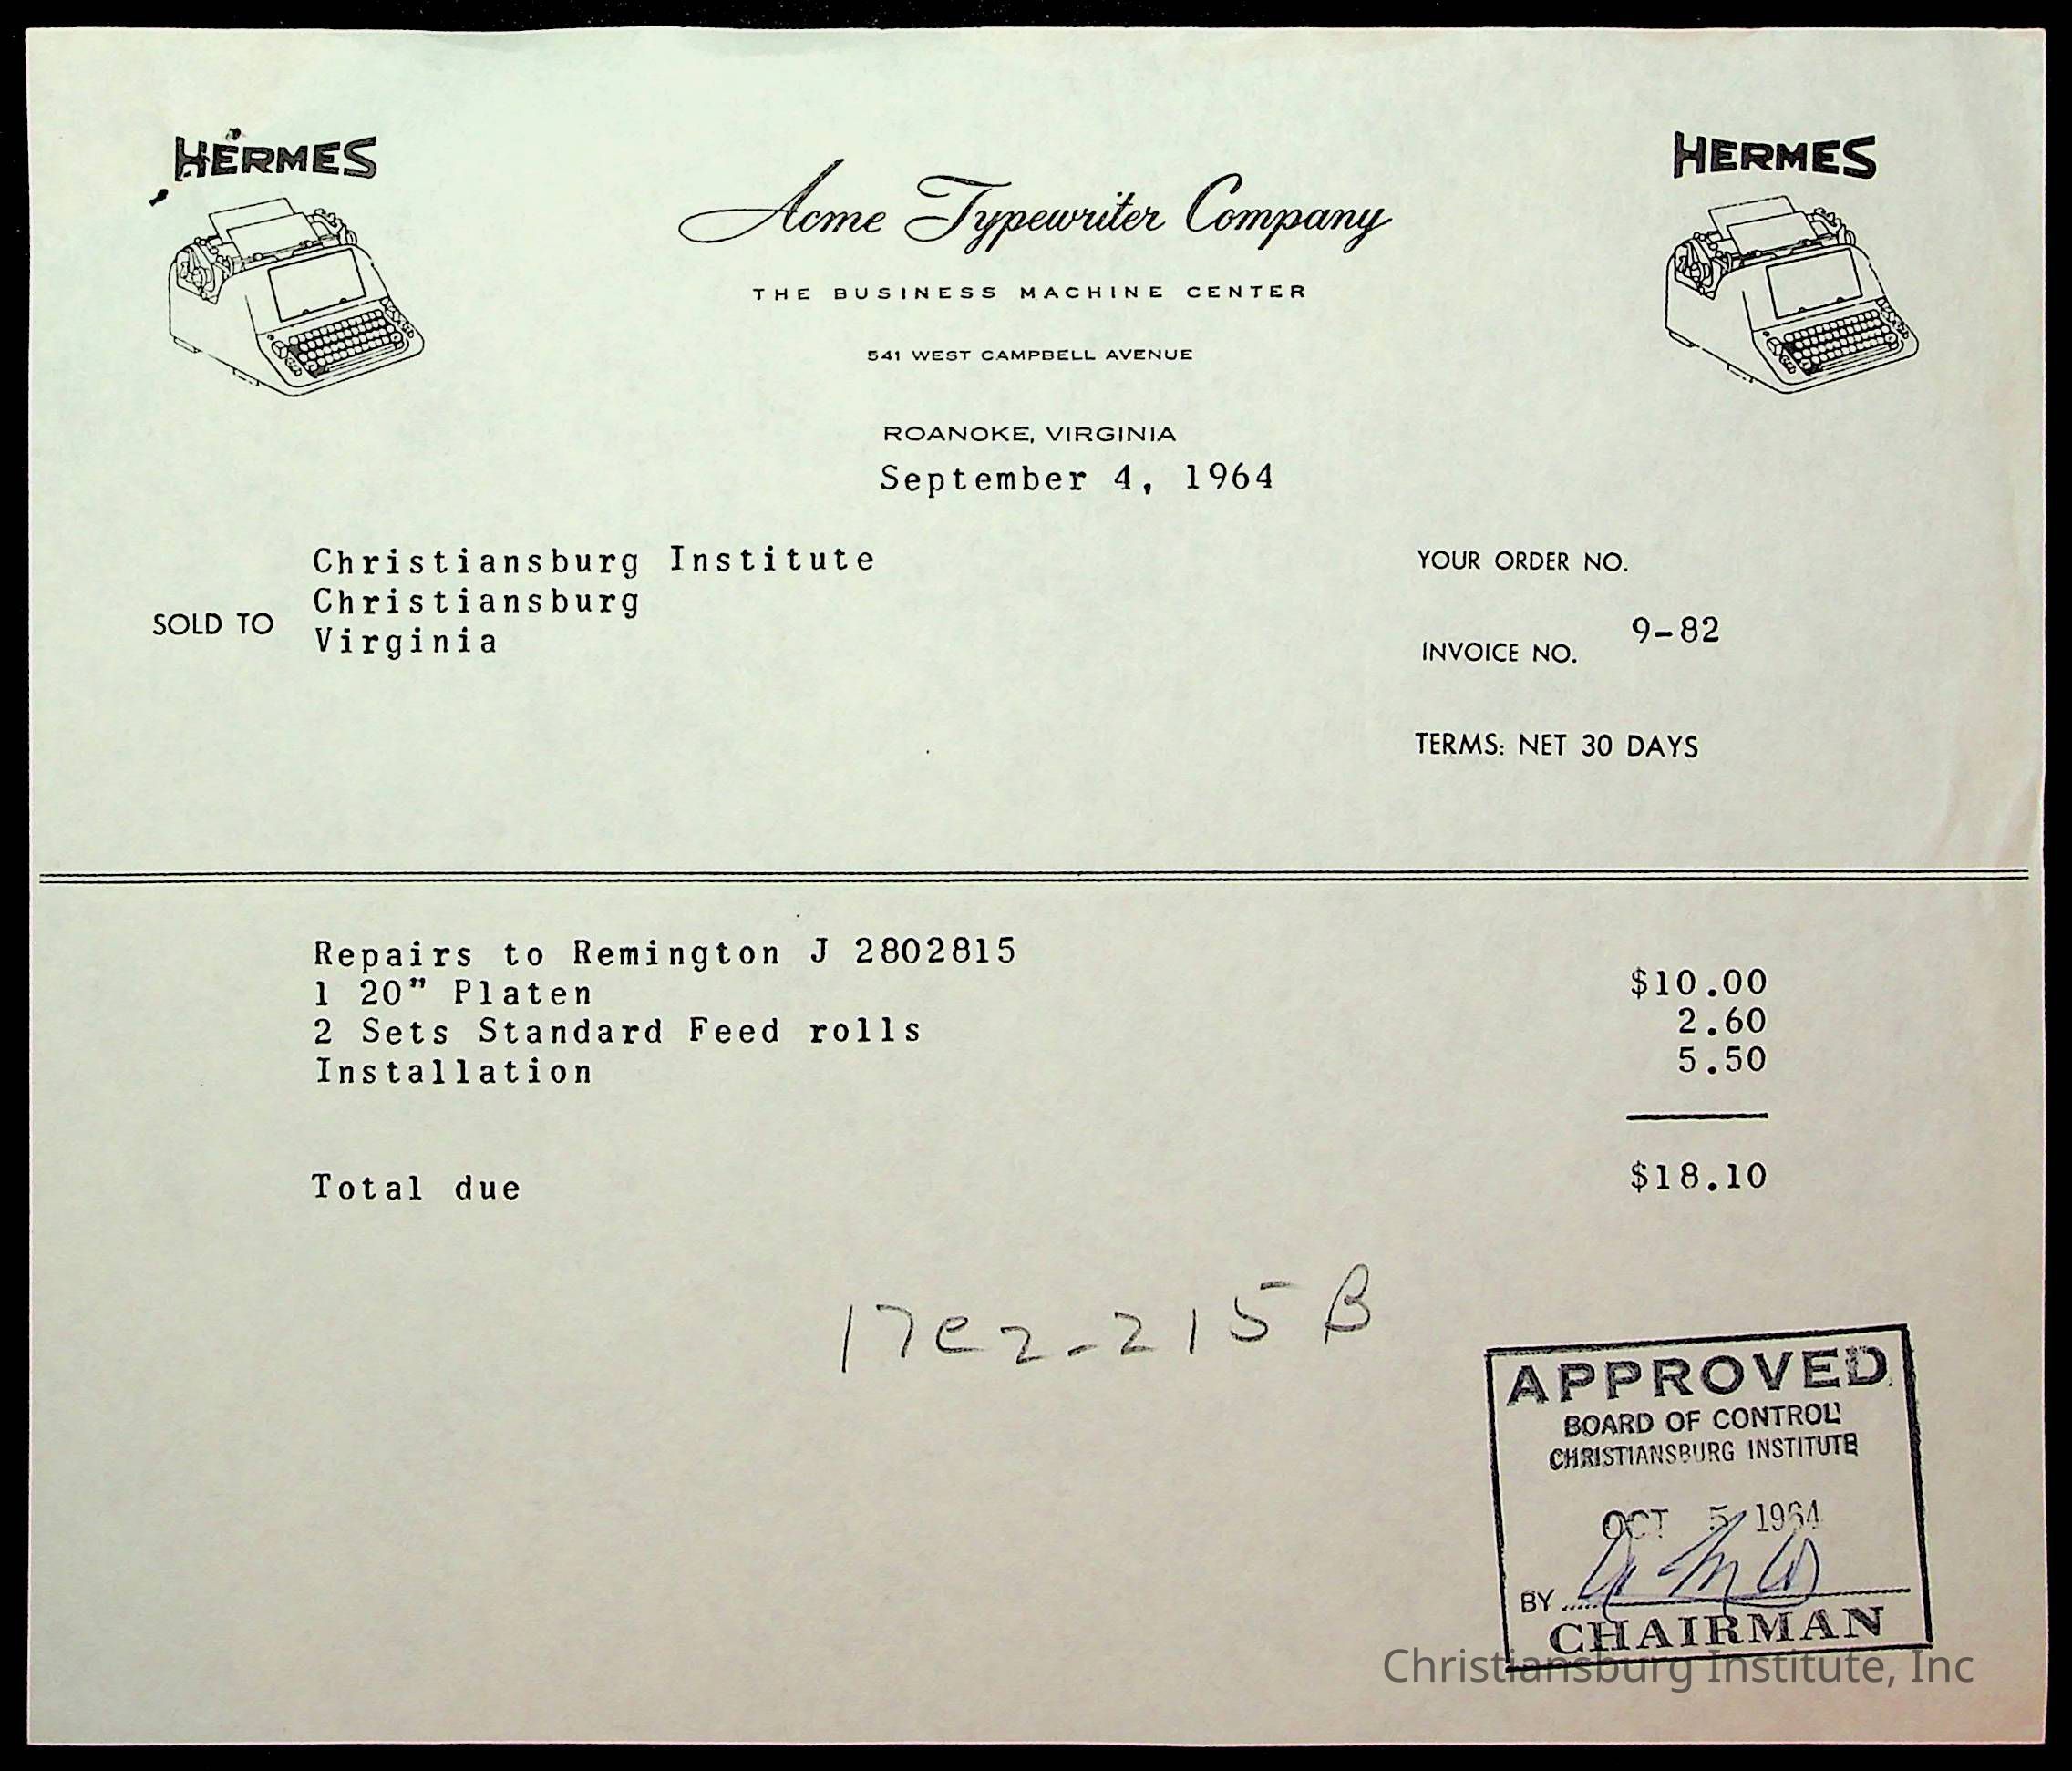 HERMES
HERMES
Acme Typewriter Company
THE BUSINESS MACHINE CENTER
541 WEST CAMPBELL AVENUE
ROANOKE, VIRGINIA
September 4, 1964
SOLD TO
Christiansburg Institute
Christiansburg
Virginia
YOUR ORDER NO.
INVOICE NO. 9-82
TERMS: NET 30 DAYS
Repairs to Remington J 2802815
1 20" Platen $10.00
2 Sets Standard Feed rolls 2.60
Installation 5.50
Total due $18.10
17e2-215 B
APPROVED
BOARD OF CONTROL
CHRISTIANSBURG INSTITUTE
OCT 5 1964
BY
CHAIRMAN
Christiansburg Institute, Inc